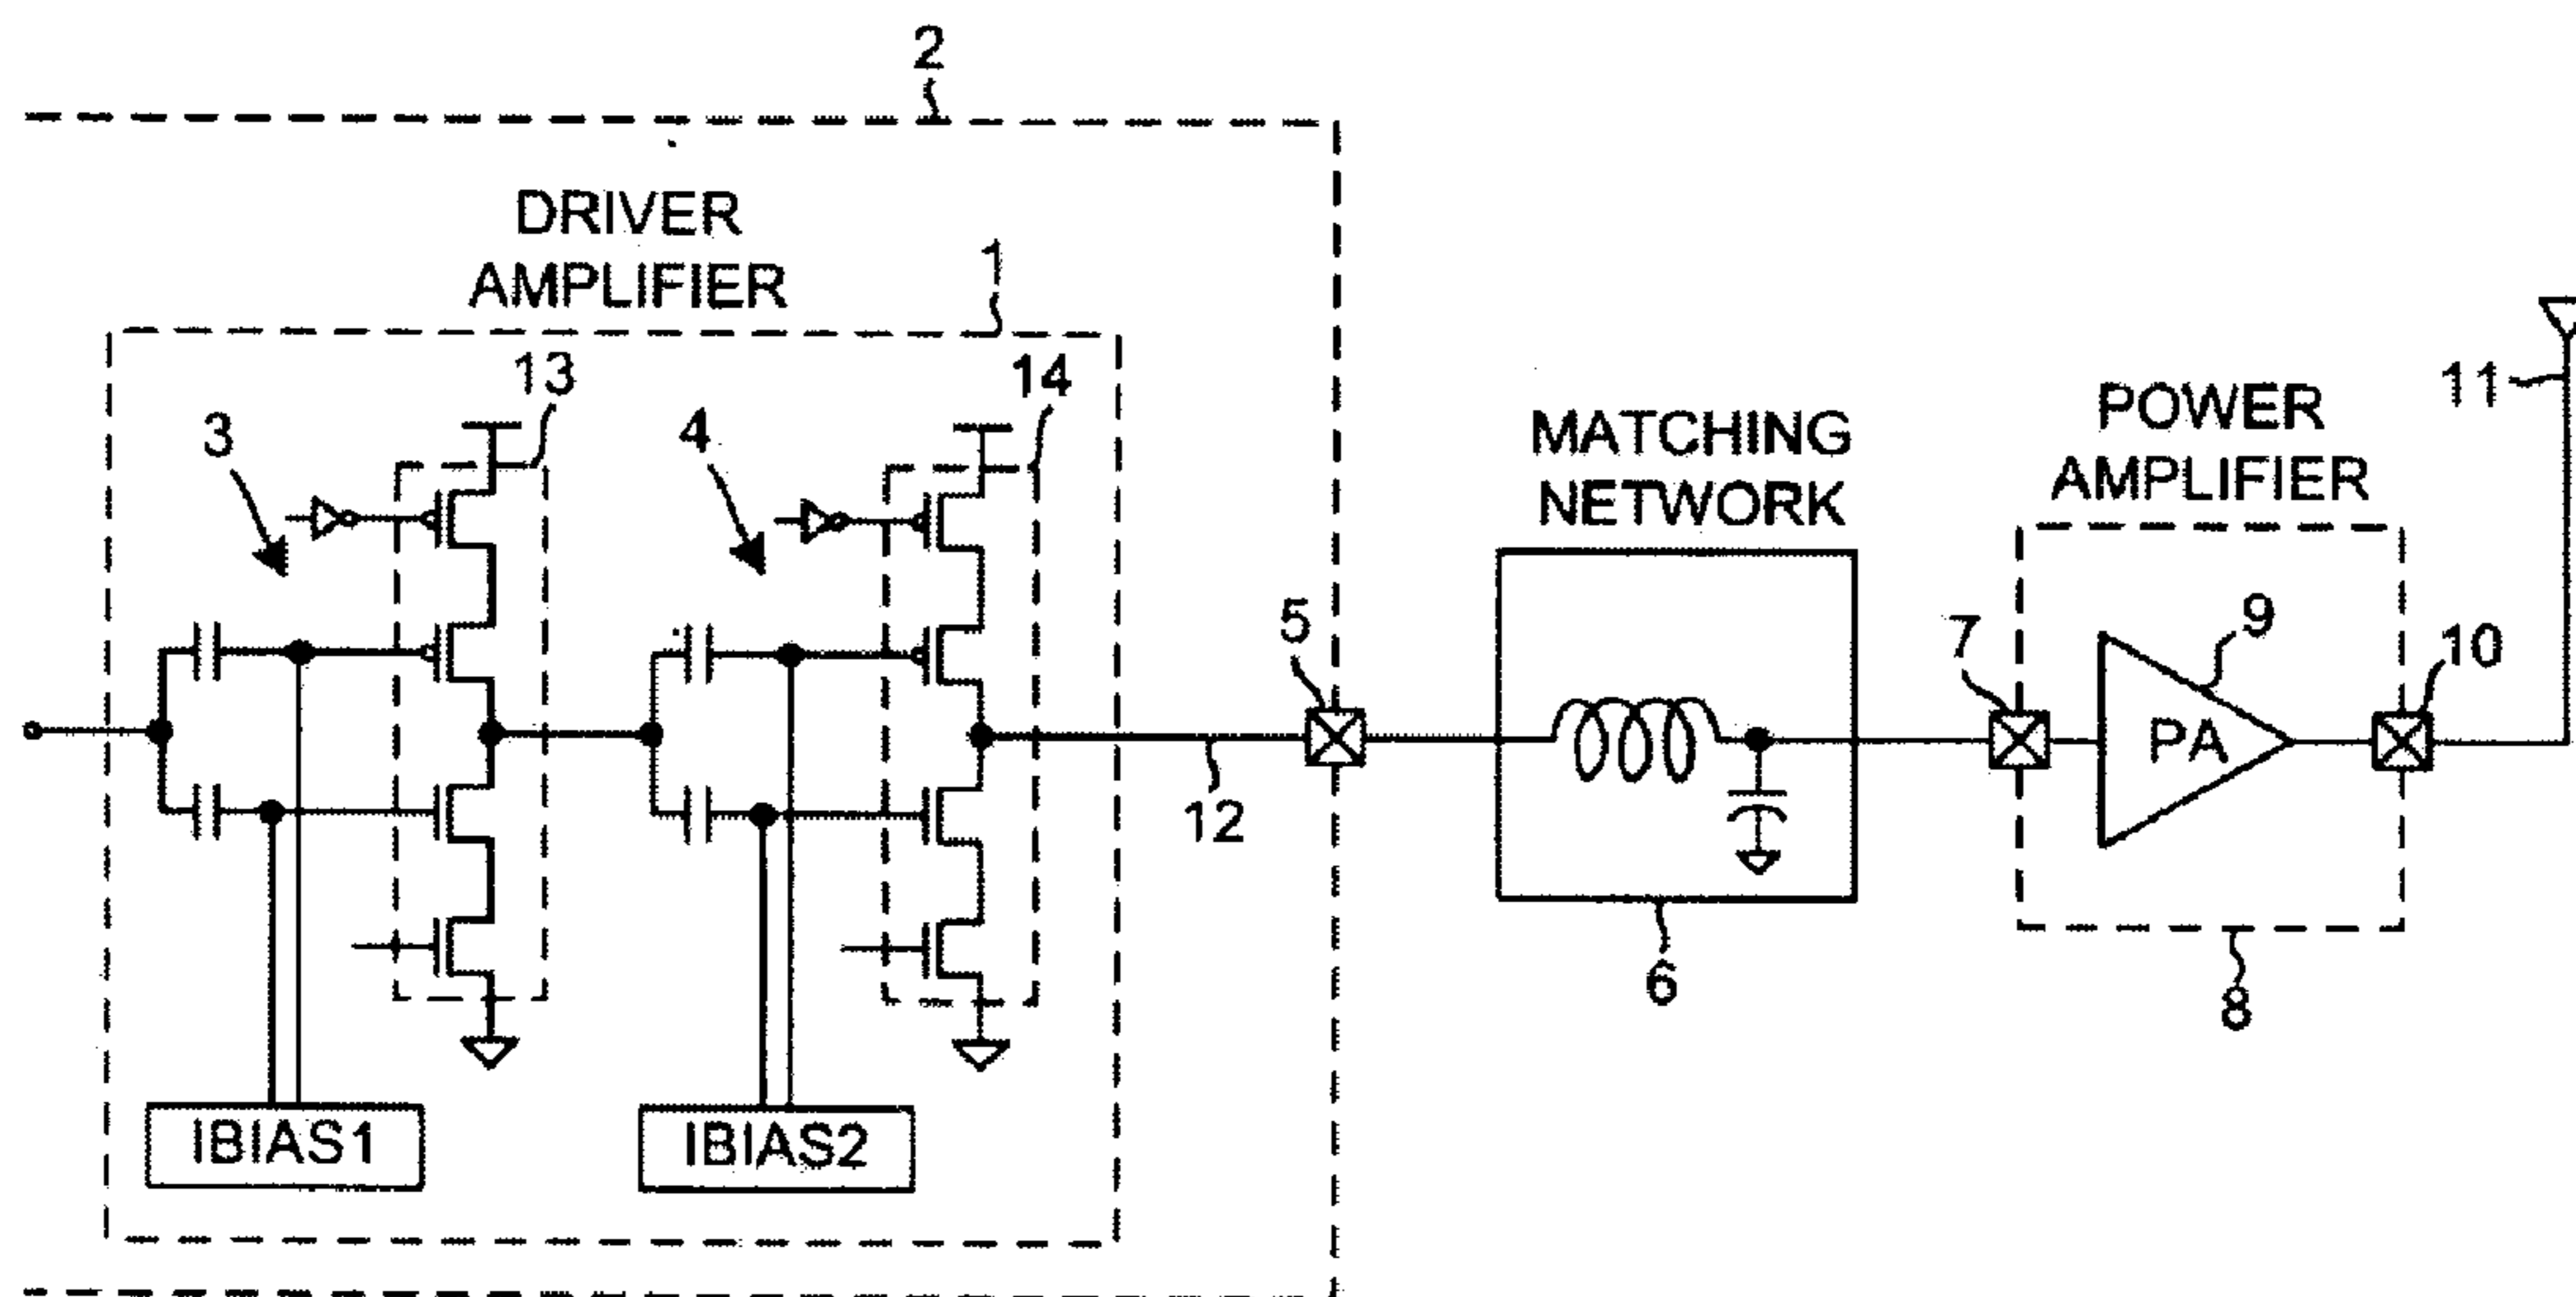 2
DRIVER
AMPLIFIER
1
13
14
3
4
MATCHING
NETWORK
POWER
AMPLIFIER
11
5
7
9
10
PA
12
6
8
IBIAS1
IBIAS2